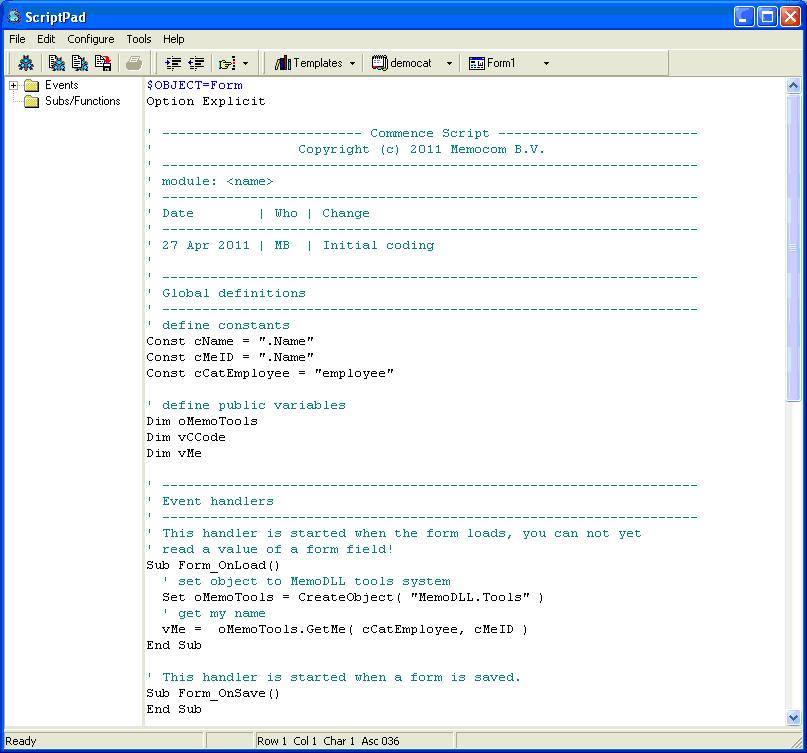 ScriptPad
File Edit Configure Tools Help
Templates democat Form1
Events
Subs/Functions
$OBJECT=Form
Option Explicit
' ------------------------- Commence Script -------------------------
'                  Copyright (c) 2011 Memocom B.V.
' -------------------------------------------------------------------
' module: <name>
' -------------------------------------------------------------------
' Date        | Who | Change
' -------------------------------------------------------------------
' 27 Apr 2011 | MB  | Initial coding
'
' -------------------------------------------------------------------
' Global definitions
' -------------------------------------------------------------------
' define constants
Const cName = ".Name"
Const cMeID = ".Name"
Const cCatEmployee = "employee"
' define public variables
Dim oMemoTools
Dim vCCode
Dim vMe
' -------------------------------------------------------------------
' Event handlers
' -------------------------------------------------------------------
' This handler is started when the form loads, you can not yet
' read a value of a form field!
Sub Form_OnLoad()
  ' set object to MemoDLL tools system
  Set oMemoTools = CreateObject( "MemoDLL.Tools" )
  ' get my name
  vMe =  oMemoTools.GetMe( cCatEmployee, cMeID )
End Sub
' This handler is started when a form is saved.
Sub Form_OnSave()
End Sub
Ready Row 1 Col 1 Char 1 Asc 036